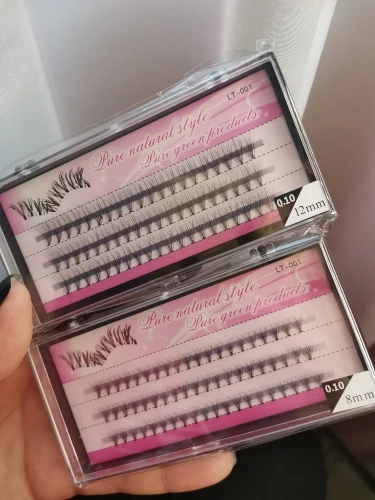 LT-001
Pure natural style
Pure green products
0.10
12mm
LT-001
Pure natural style
Pure green products
0.10
8mm